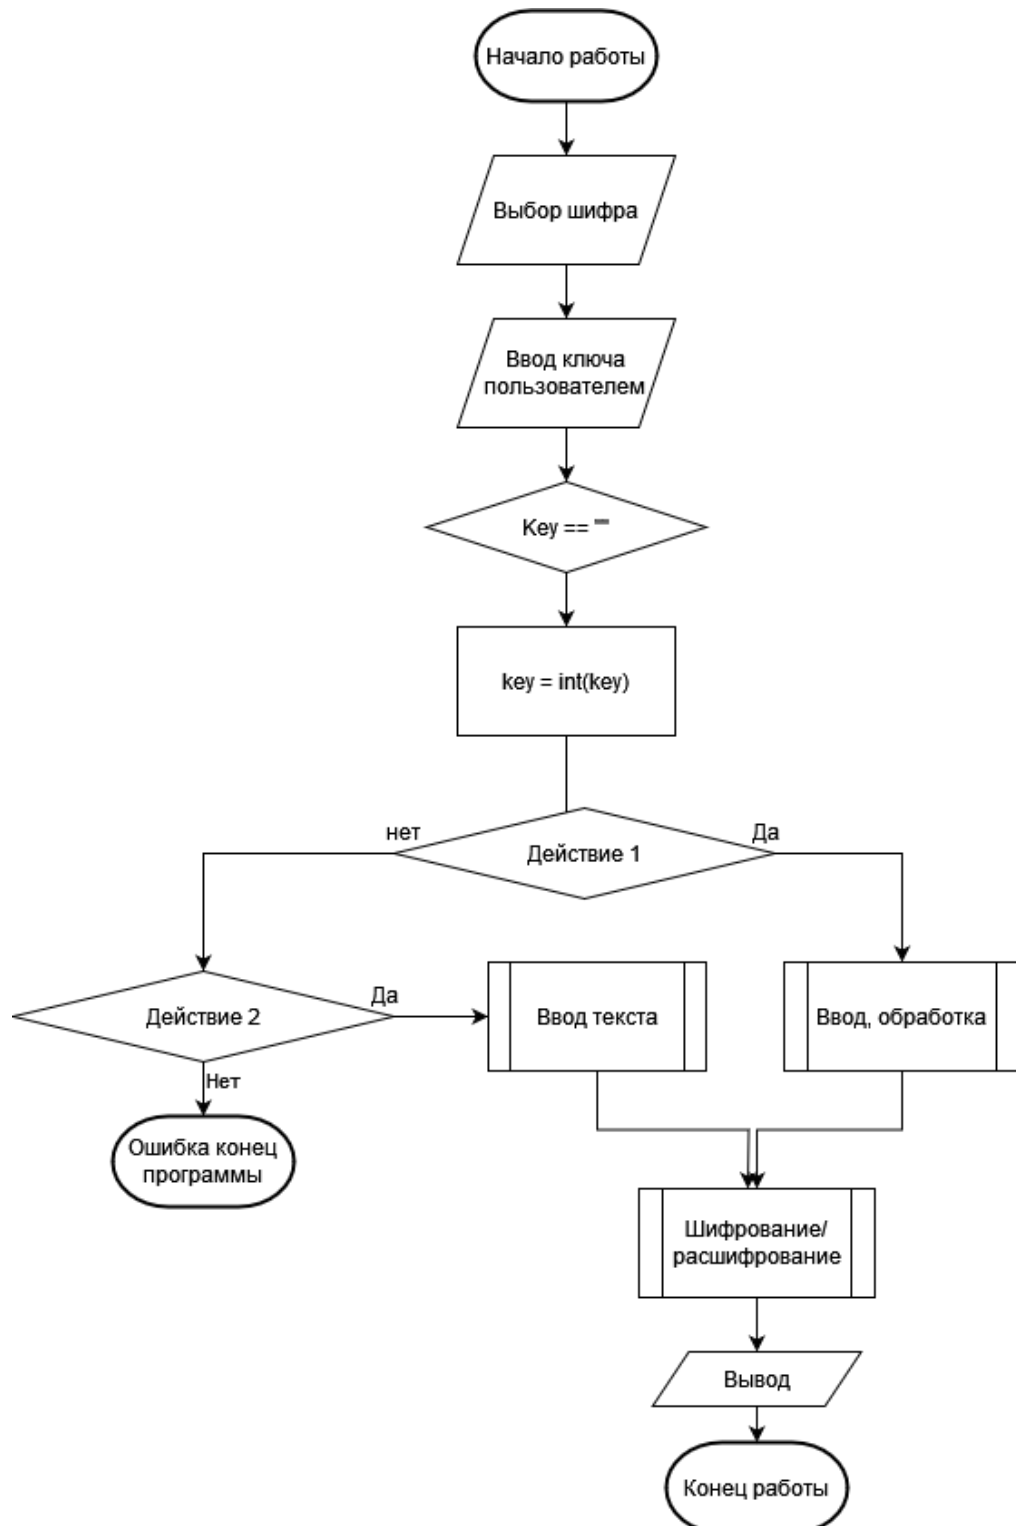 Начало работы
Выбор шифра
Ввод ключа
пользователем
Key == ""
key = int(key)
нет
Да
Действие 1
Действие 2
Да
Ввод текста
Ввод, обработка
Нет
Ошибка конец
программы
Шифрование/
расшифрование
Вывод
Конец работы